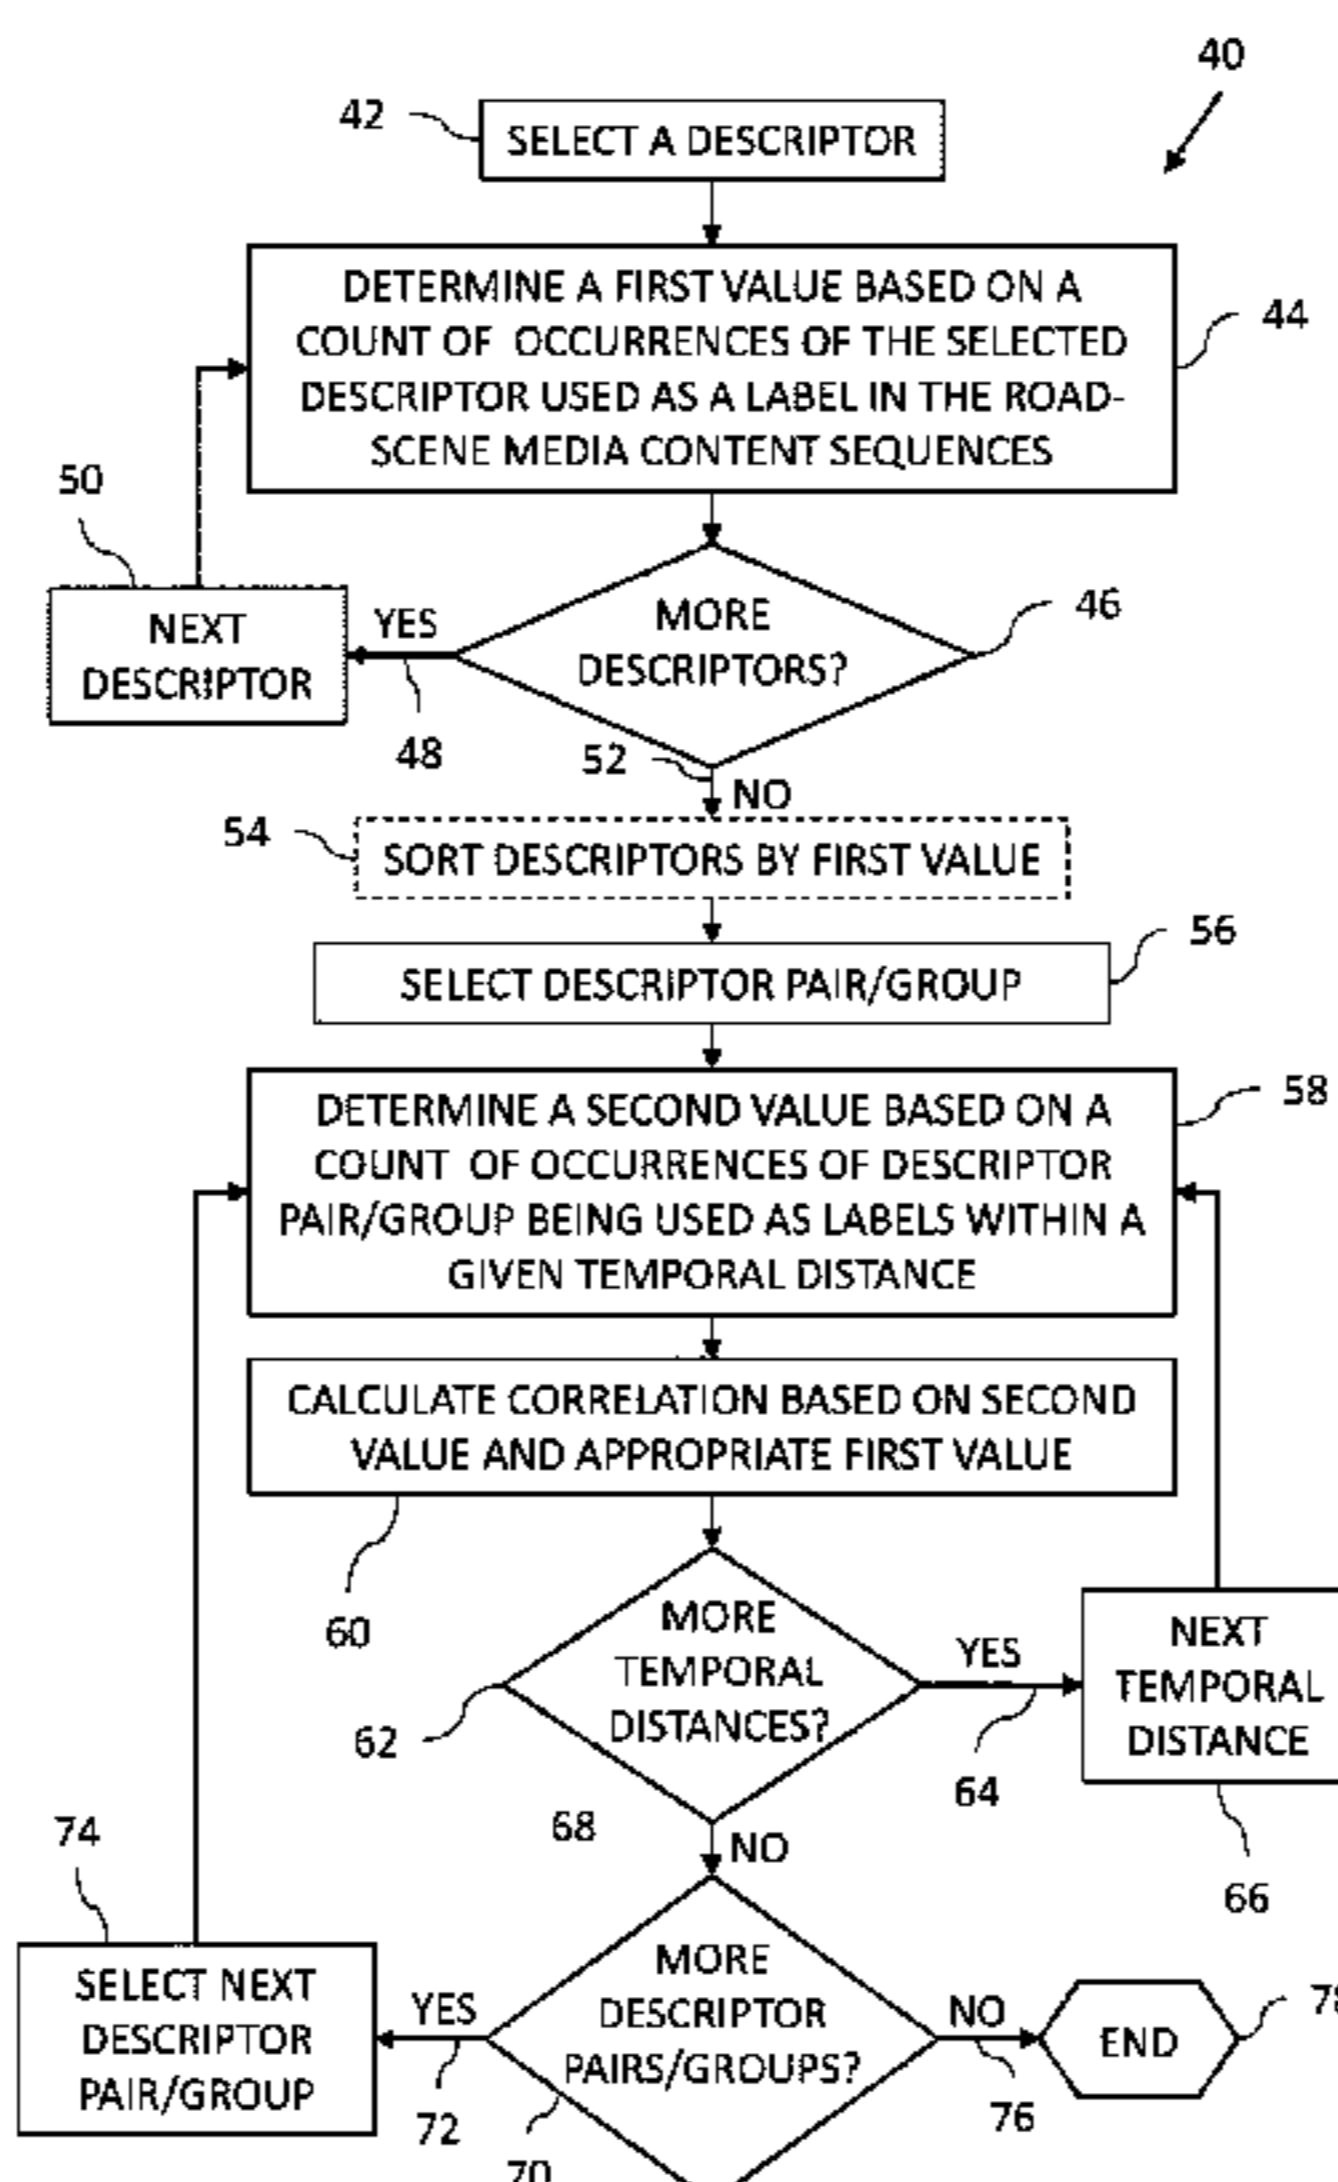 40
42
SELECT A DESCRIPTOR
DETERMINE A FIRST VALUE BASED ON A
COUNT OF OCCURRENCES OF THE SELECTED
DESCRIPTOR USED AS A LABEL IN THE ROAD-
SCENE MEDIA CONTENT SEQUENCES
44
50
NEXT
DESCRIPTOR
YES
48
MORE
DESCRIPTORS?
46
52
NO
54
SORT DESCRIPTORS BY FIRST VALUE
56
SELECT DESCRIPTOR PAIR/GROUP
58
DETERMINE A SECOND VALUE BASED ON A
COUNT OF OCCURRENCES OF DESCRIPTOR
PAIR/GROUP BEING USED AS LABELS WITHIN A
GIVEN TEMPORAL DISTANCE
CALCULATE CORRELATION BASED ON SECOND
VALUE AND APPROPRIATE FIRST VALUE
60
MORE
TEMPORAL
DISTANCES?
62
YES
64
NEXT
TEMPORAL
DISTANCE
66
68
NO
74
SELECT NEXT
DESCRIPTOR
PAIR/GROUP
YES
72
MORE
DESCRIPTOR
PAIRS/GROUPS?
70
NO
76
END
78